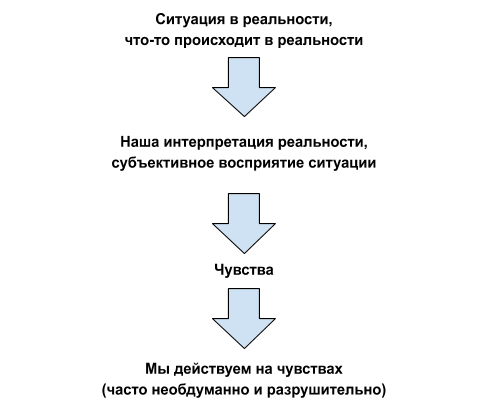 Ситуация в реальности,
что-то происходит в реальности
Наша интерпретация реальности,
субъективное восприятие ситуации
Чувства
Мы действуем на чувствах
(часто необдуманно и разрушительно)